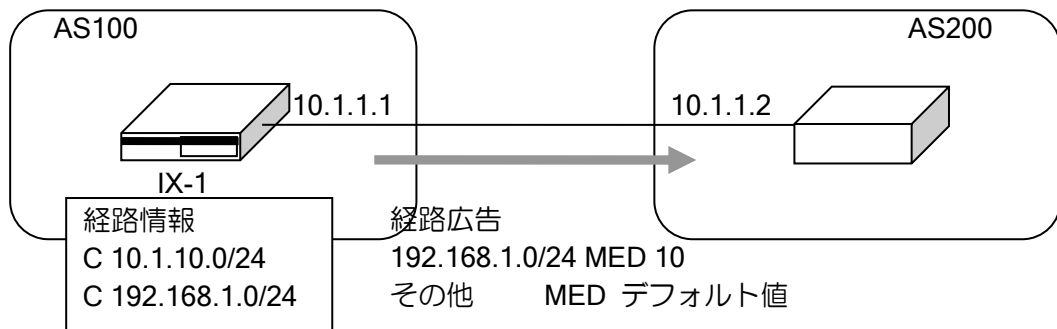 AS100
AS200
10.1.1.1
10.1.1.2
IX-1
経路情報
C 10.1.10.0/24
C 192.168.1.0/24
経路広告
192.168.1.0/24 MED 10
その他 MED デフォルト値